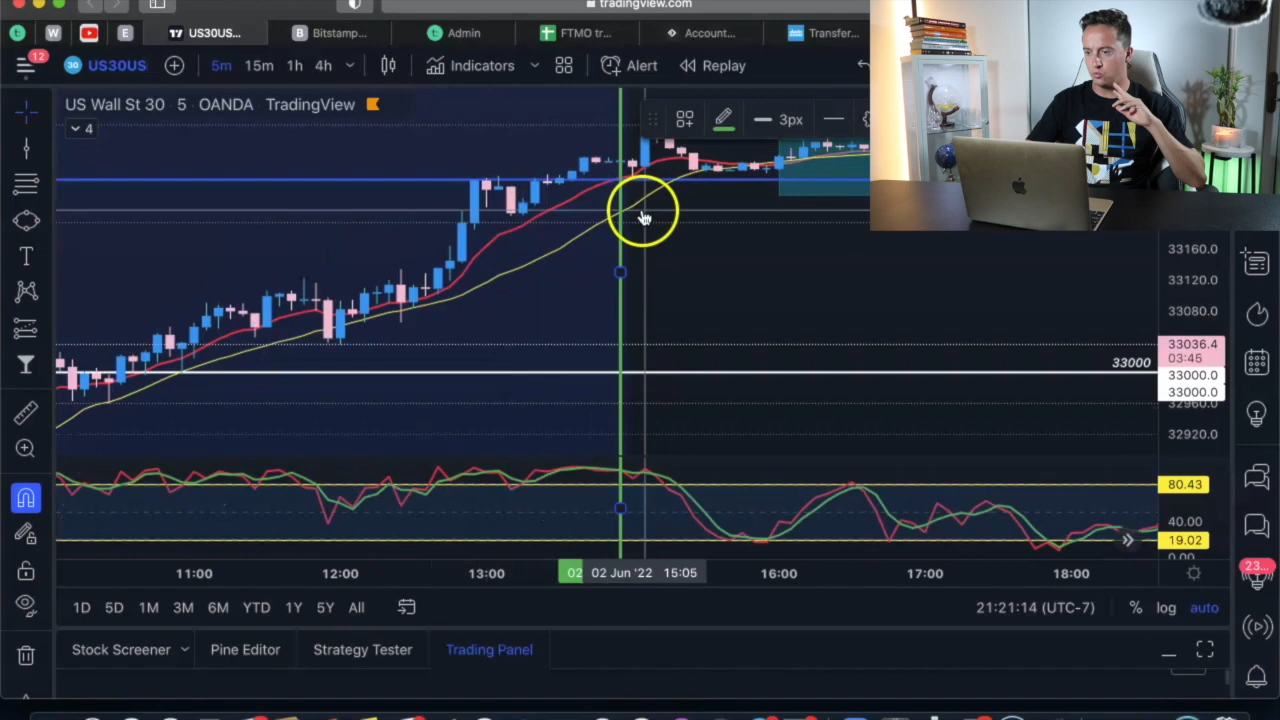 tradingview.com
W
E
US30US...
B Bitstamp...
Admin
FTMO tr...
Account...
Transfer...
12
30 US30US
5m 15m 1h 4h
Indicators
Alert
Replay
US Wall St 30 5 OANDA TradingView
4
3px
33160.0
33120.0
33080.0
33036.4
03:45
33000
33000.0
33000.0
32960.0
32920.0
80.43
40.00
19.02
0.00
11:00 12:00 13:00 02 02 Jun '22 15:05 16:00 17:00 18:00
23...
1D 5D 1M 3M 6M YTD 1Y 5Y All
21:21:14 (UTC-7) % log auto
Stock Screener Pine Editor Strategy Tester Trading Panel